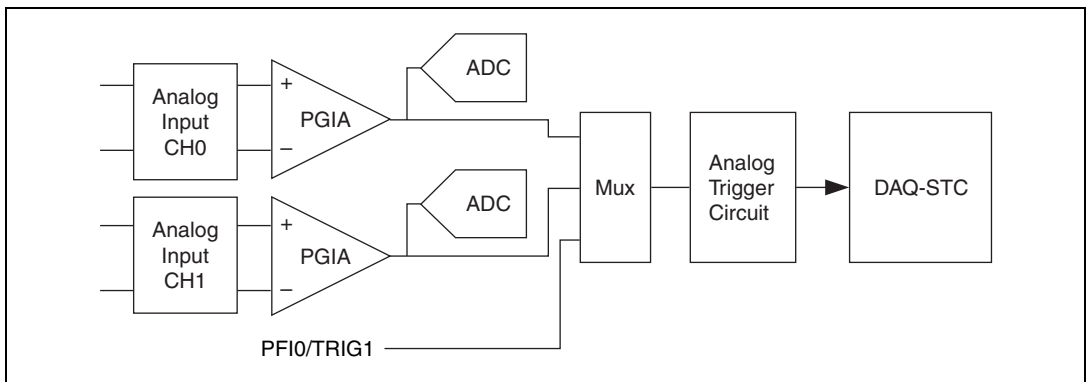 Analog
Input
CH0
+
−
PGIA
ADC
Analog
Input
CH1
+
−
PGIA
ADC
PFI0/TRIG1
Mux
Analog
Trigger
Circuit
DAQ-STC